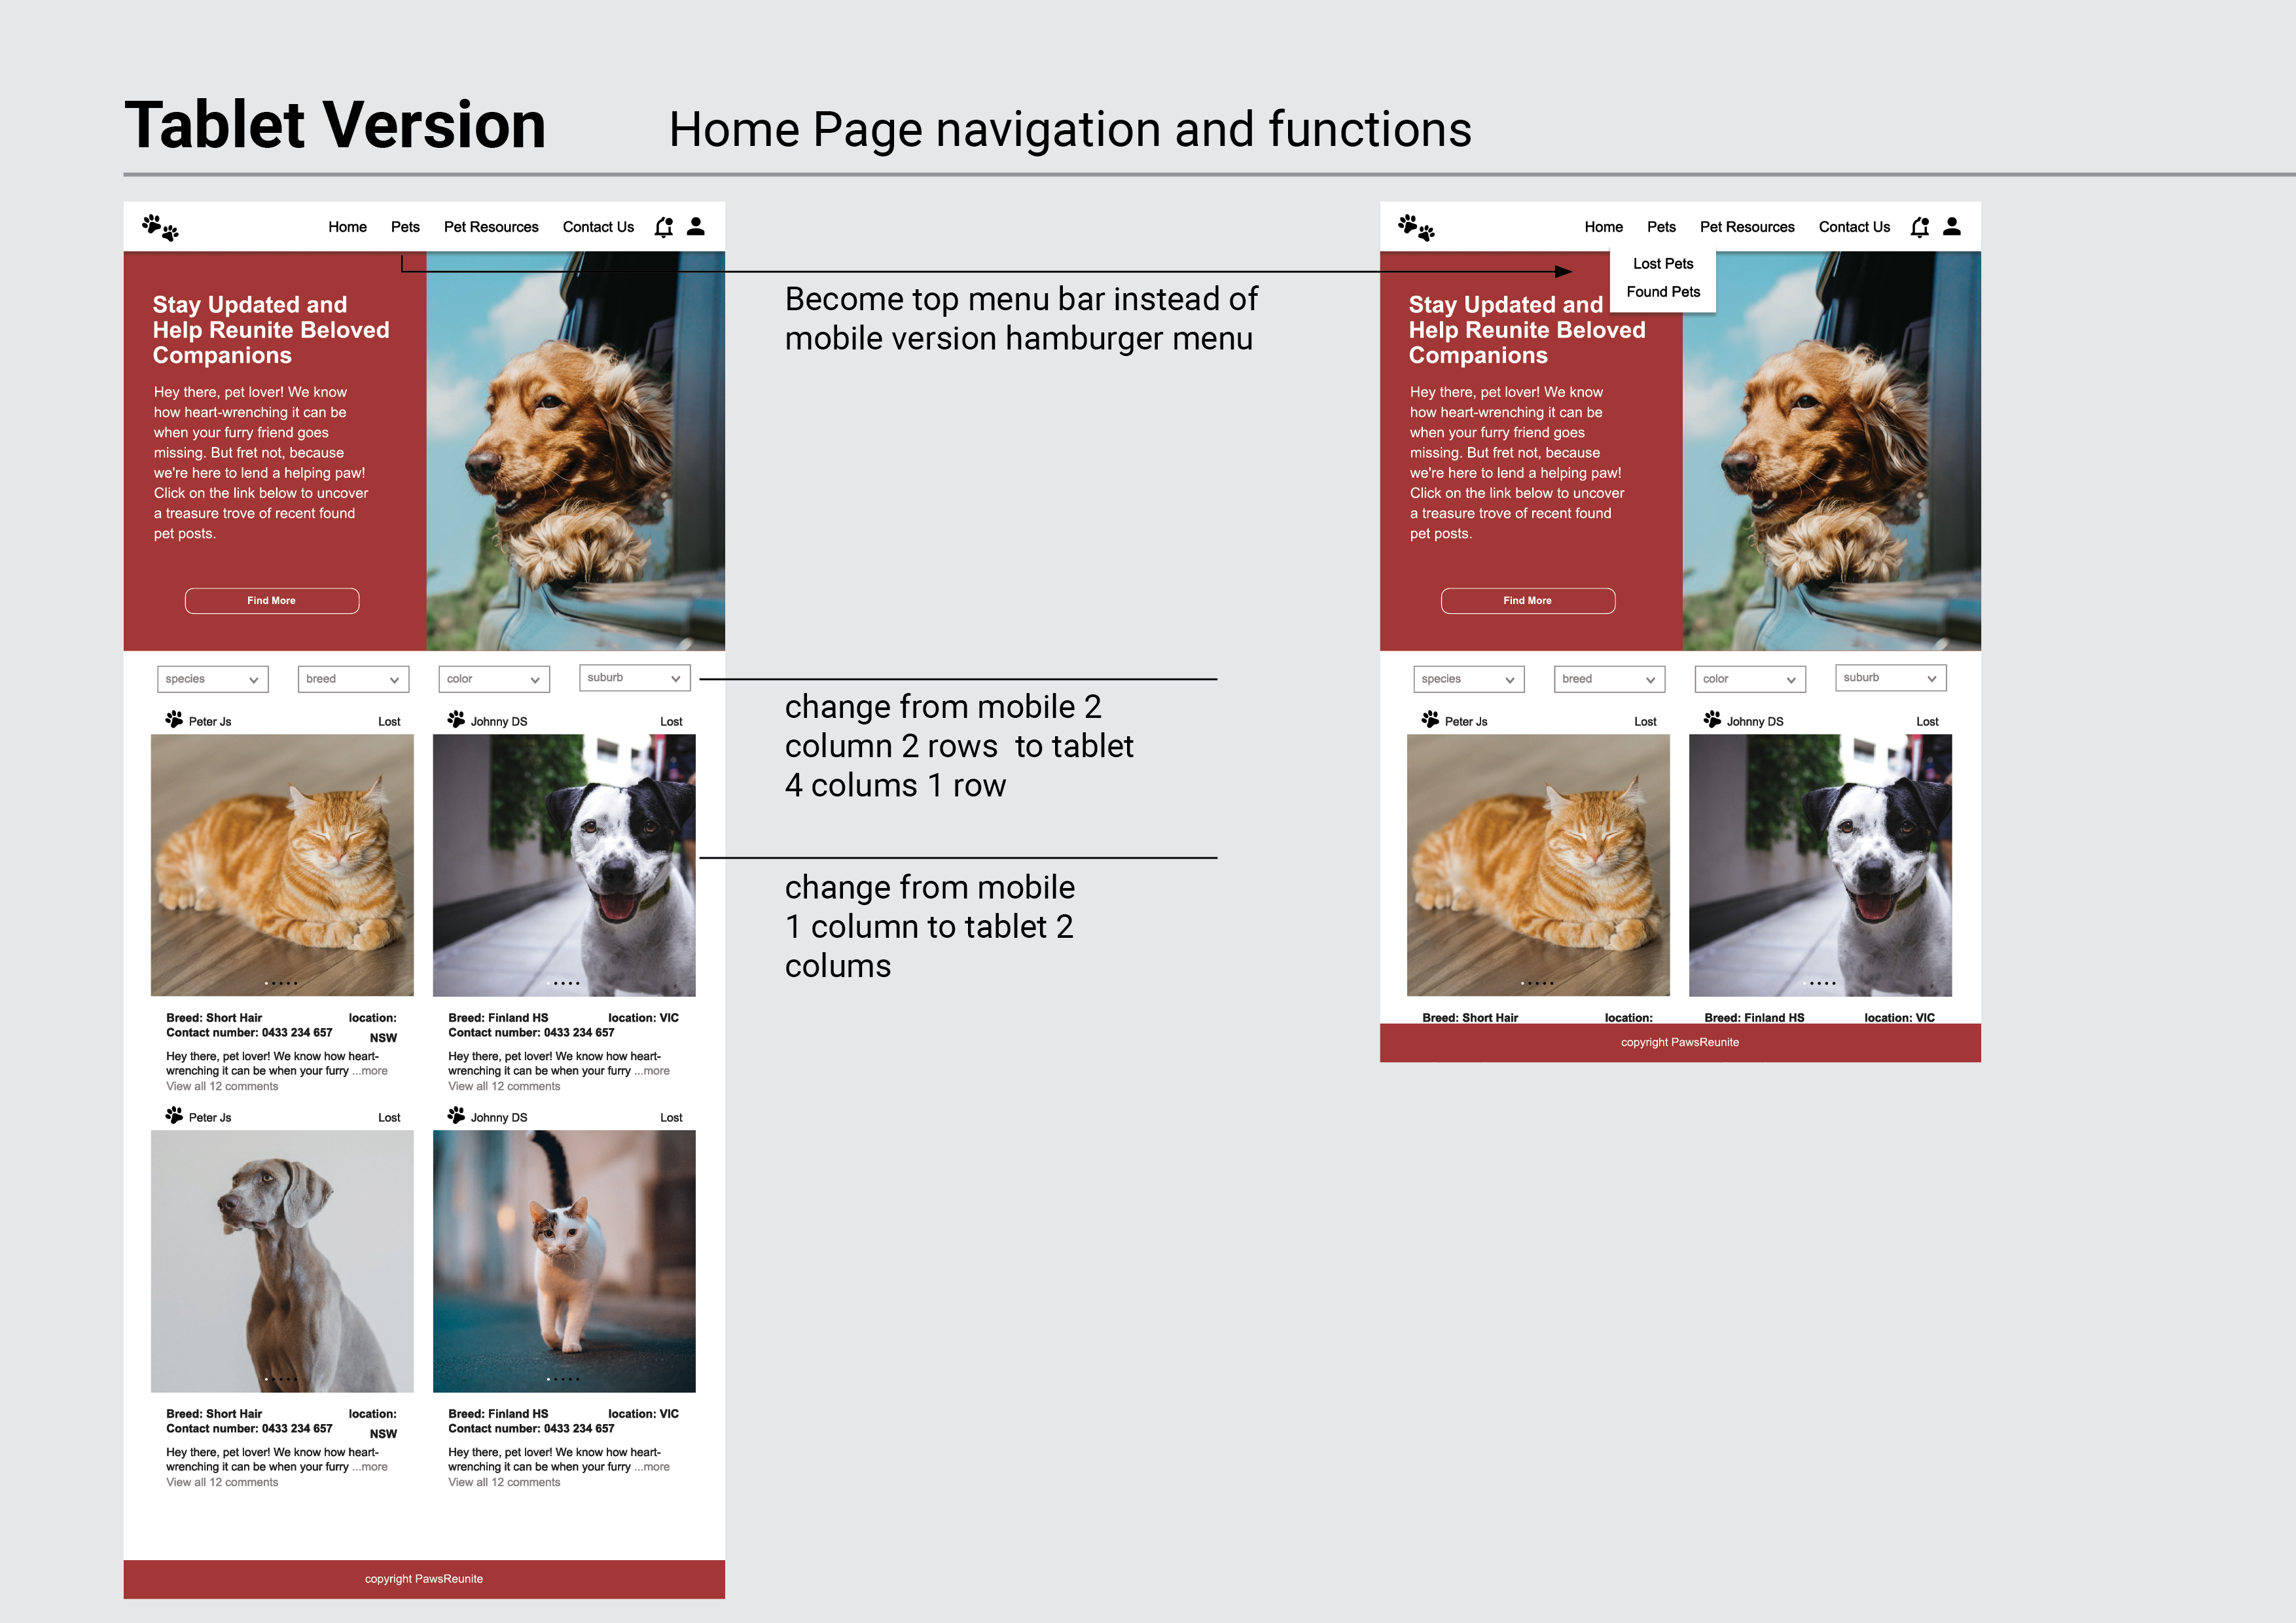 Tablet Version
Home Page navigation and functions
Home Pets Pet Resources Contact Us
Stay Updated and
Help Reunite Beloved
Companions
Hey there, pet lover! We know
how heart-wrenching it can be
when your furry friend goes
missing. But fret not, because
we're here to lend a helping paw!
Click on the link below to uncover
a treasure trove of recent found
pet posts.
Find More
species breed color suburb
Peter Js Lost
Johnny DS Lost
Breed: Short Hair location:
Contact number: 0433 234 657 NSW
Hey there, pet lover! We know how heart-
wrenching it can be when your furry ...more
View all 12 comments
Breed: Finland HS location: VIC
Contact number: 0433 234 657
Hey there, pet lover! We know how heart-
wrenching it can be when your furry ...more
View all 12 comments
Peter Js Lost
Johnny DS Lost
Breed: Short Hair location:
Contact number: 0433 234 657 NSW
Hey there, pet lover! We know how heart-
wrenching it can be when your furry ...more
View all 12 comments
Breed: Finland HS location: VIC
Contact number: 0433 234 657
Hey there, pet lover! We know how heart-
wrenching it can be when your furry ...more
View all 12 comments
copyright PawsReunite
Become top menu bar instead of
mobile version hamburger menu
change from mobile 2
column 2 rows to tablet
4 colums 1 row
change from mobile
1 column to tablet 2
colums
Home Pets Pet Resources Contact Us
Lost Pets
Found Pets
Stay Updated and
Help Reunite Beloved
Companions
Hey there, pet lover! We know
how heart-wrenching it can be
when your furry friend goes
missing. But fret not, because
we're here to lend a helping paw!
Click on the link below to uncover
a treasure trove of recent found
pet posts.
Find More
species breed color suburb
Peter Js Lost
Johnny DS Lost
Breed: Short Hair location:
Breed: Finland HS location: VIC
copyright PawsReunite